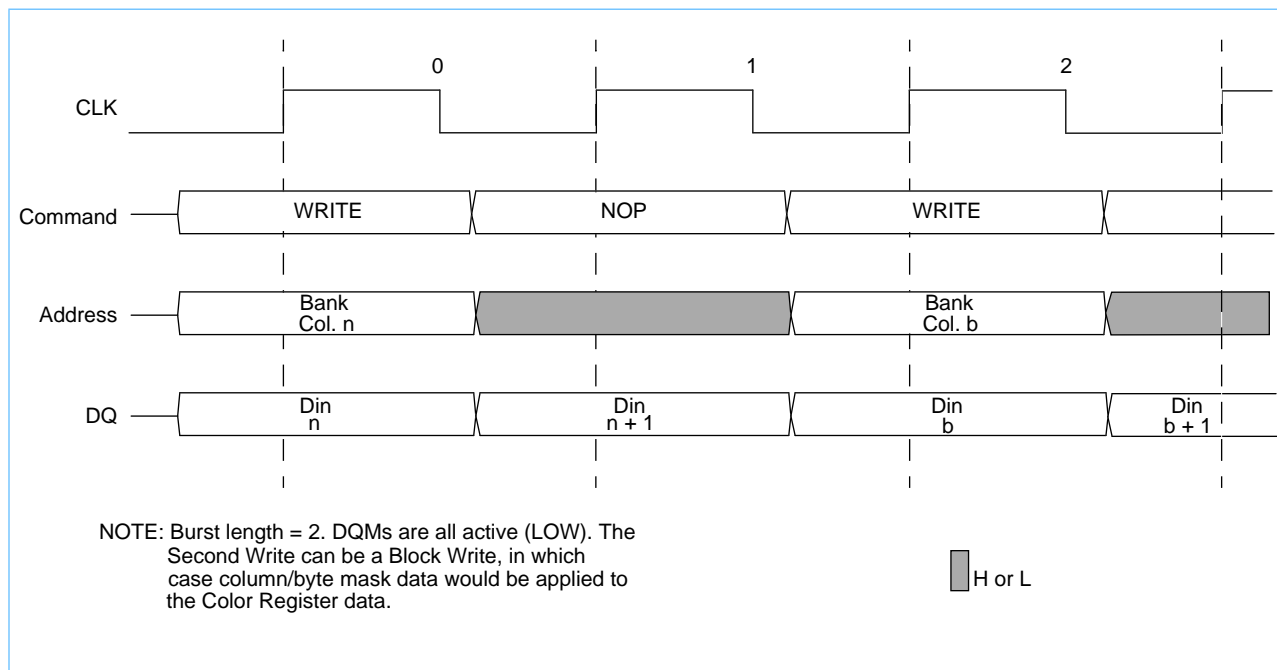 0 1 2
CLK
Command WRITE NOP WRITE
Address Bank Bank
Col. n Col. b
DQ Din Din Din Din
n n + 1 b b + 1
NOTE: Burst length = 2. DQMs are all active (LOW). The
Second Write can be a Block Write, in which
case column/byte mask data would be applied to
the Color Register data.
H or L